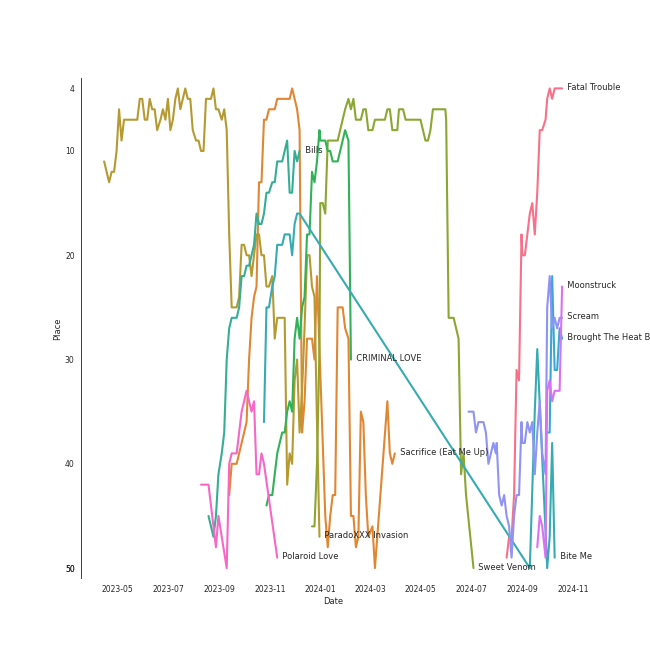 4
Fatal Trouble
10
Bills
20
Moonstruck
Scream
Brought The Heat B
30
CRIMINAL LOVE
Place
40
Sacrifice (Eat Me Up)
ParadoXXX Invasion
Polaroid Love
Bite Me
50
Sweet Venom
2023-05
2023-07
2023-09
2023-11
2024-01
2024-03
2024-05
2024-07
2024-09
2024-11
Date